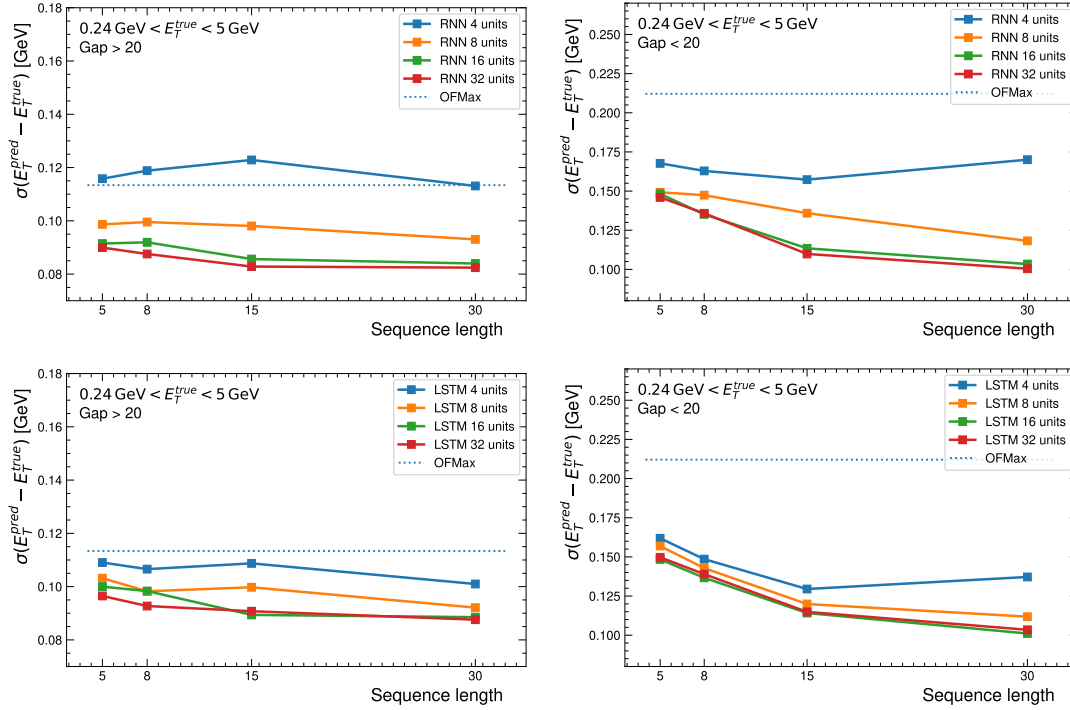 0.24 GeV < E_T^true < 5 GeV
Gap > 20
RNN 4 units
RNN 8 units
RNN 16 units
RNN 32 units
OFMax
0.18
0.16
0.14
0.12
0.10
0.08
σ(E_T^pred − E_T^true) [GeV]
5 8 15 30
Sequence length
0.24 GeV < E_T^true < 5 GeV
Gap < 20
RNN 4 units
RNN 8 units
RNN 16 units
RNN 32 units
OFMax
0.250
0.225
0.200
0.175
0.150
0.125
0.100
σ(E_T^pred − E_T^true) [GeV]
5 8 15 30
Sequence length
0.24 GeV < E_T^true < 5 GeV
Gap > 20
LSTM 4 units
LSTM 8 units
LSTM 16 units
LSTM 32 units
OFMax
0.18
0.16
0.14
0.12
0.10
0.08
σ(E_T^pred − E_T^true) [GeV]
5 8 15 30
Sequence length
0.24 GeV < E_T^true < 5 GeV
Gap < 20
LSTM 4 units
LSTM 8 units
LSTM 16 units
LSTM 32 units
OFMax
0.250
0.225
0.200
0.175
0.150
0.125
0.100
σ(E_T^pred − E_T^true) [GeV]
5 8 15 30
Sequence length